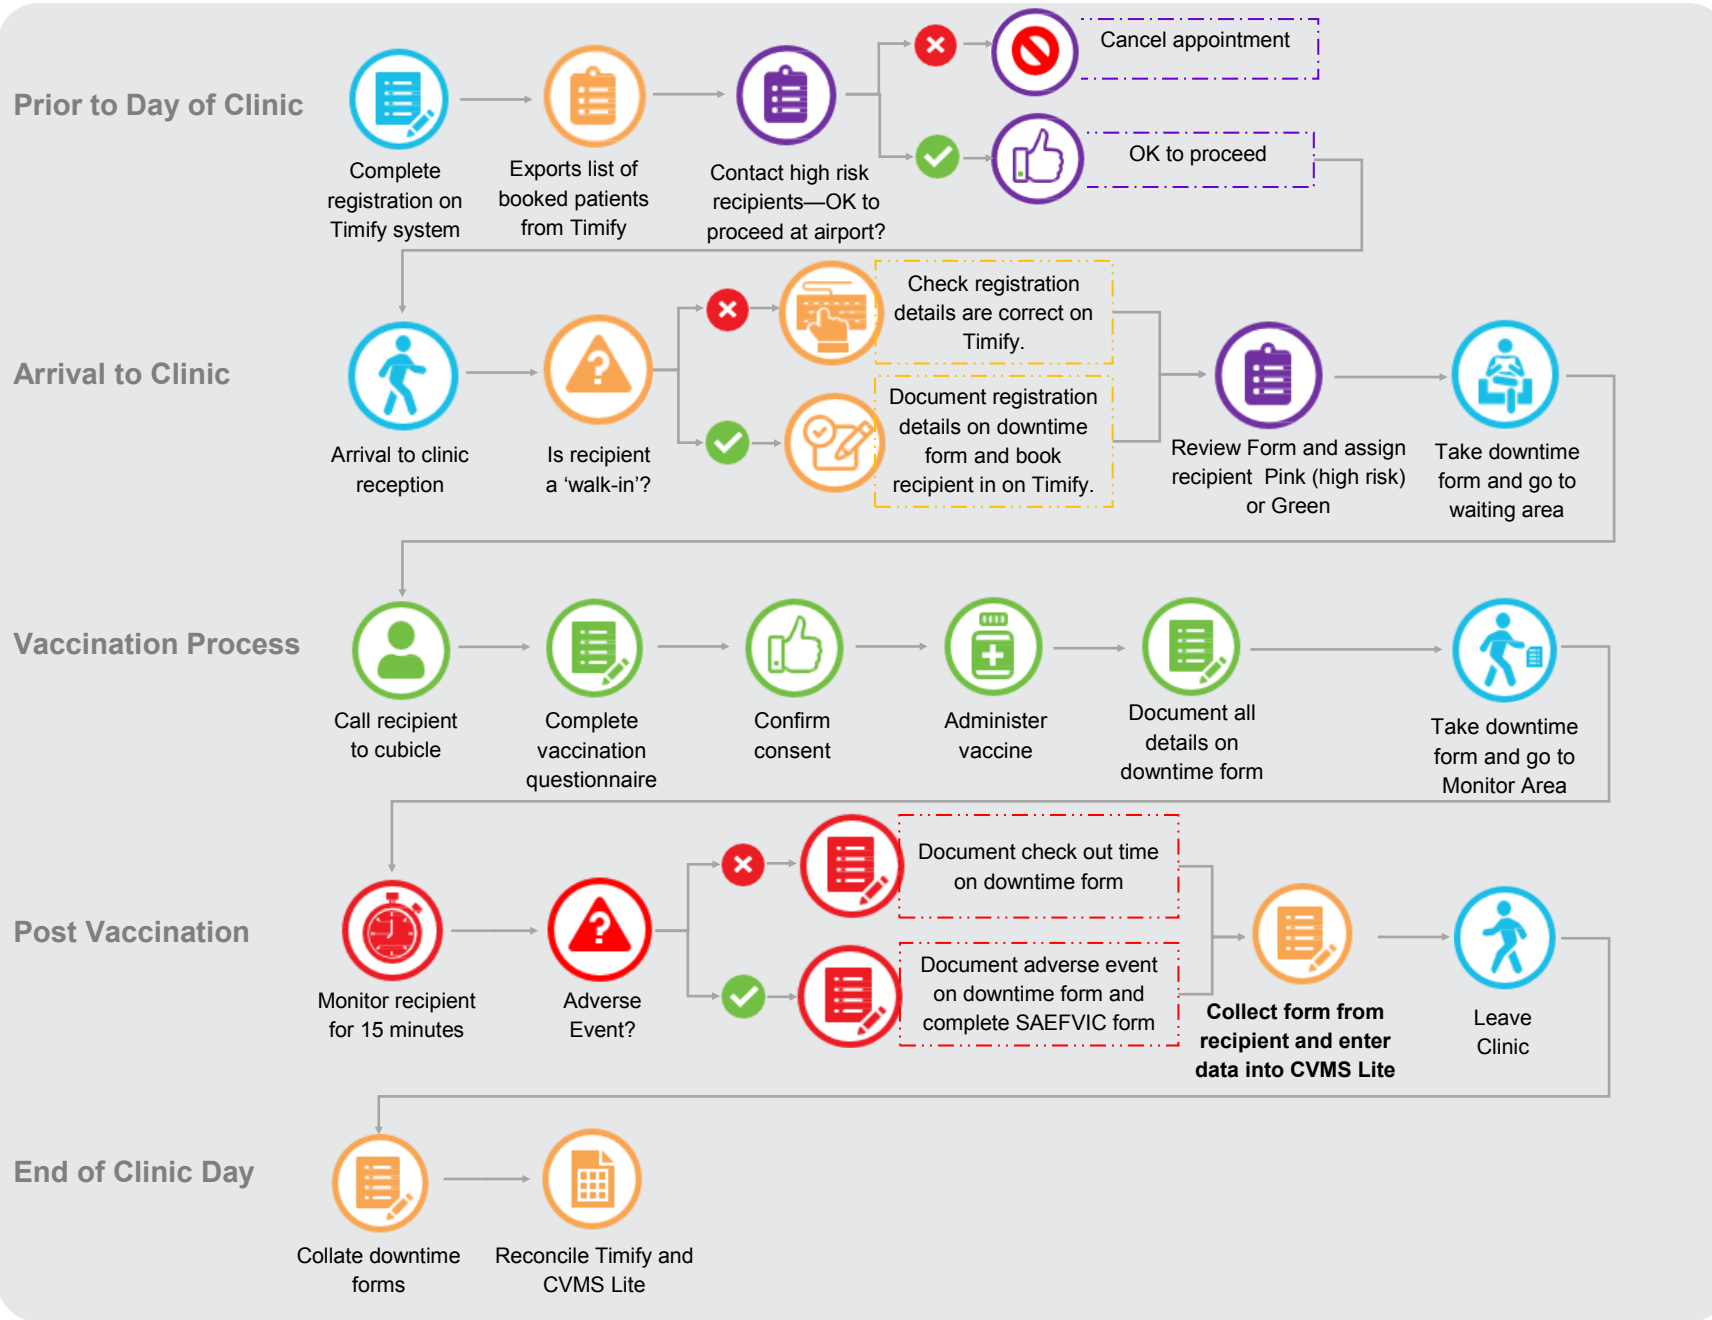 Prior to Day of Clinic
Complete
registration on
Timify system
Exports list of
booked patients
from Timify
Contact high risk
recipients—OK to
proceed at airport?
Cancel appointment
OK to proceed
Arrival to Clinic
Arrival to clinic
reception
Is recipient
a ‘walk-in’?
Check registration
details are correct on
Timify.
Document registration
details on downtime
form and book
recipient in on Timify.
Review Form and assign
recipient Pink (high risk)
or Green
Take downtime
form and go to
waiting area
Vaccination Process
Call recipient
to cubicle
Complete
vaccination
questionnaire
Confirm
consent
Administer
vaccine
Document all
details on
downtime form
Take downtime
form and go to
Monitor Area
Post Vaccination
Monitor recipient
for 15 minutes
Adverse
Event?
Document check out time
on downtime form
Document adverse event
on downtime form and
complete SAEFVIC form
Collect form from
recipient and enter
data into CVMS Lite
Leave
Clinic
End of Clinic Day
Collate downtime
forms
Reconcile Timify and
CVMS Lite